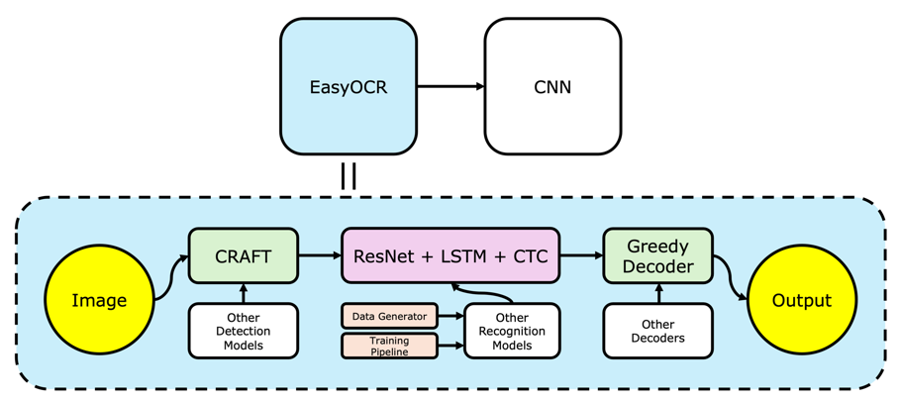 EasyOCR
CNN
Image
CRAFT
ResNet + LSTM + CTC
Greedy
Decoder
Output
Other
Detection
Models
Data Generator
Training
Pipeline
Other
Recognition
Models
Other
Decoders